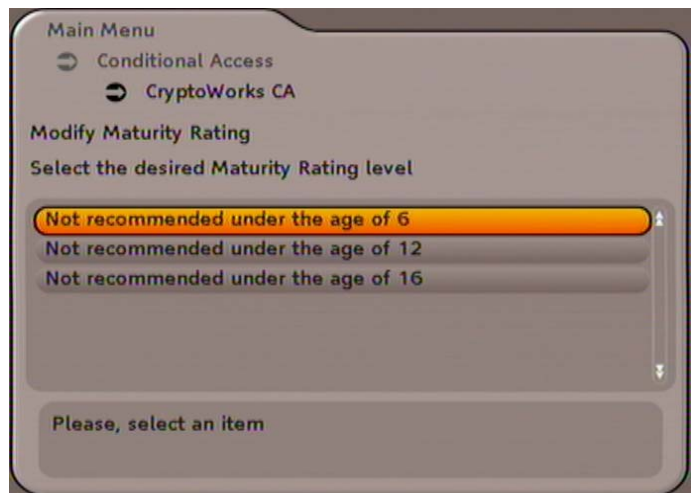 Main Menu
Conditional Access
CryptoWorks CA
Modify Maturity Rating
Select the desired Maturity Rating level
Not recommended under the age of 6
Not recommended under the age of 12
Not recommended under the age of 16
Please, select an item